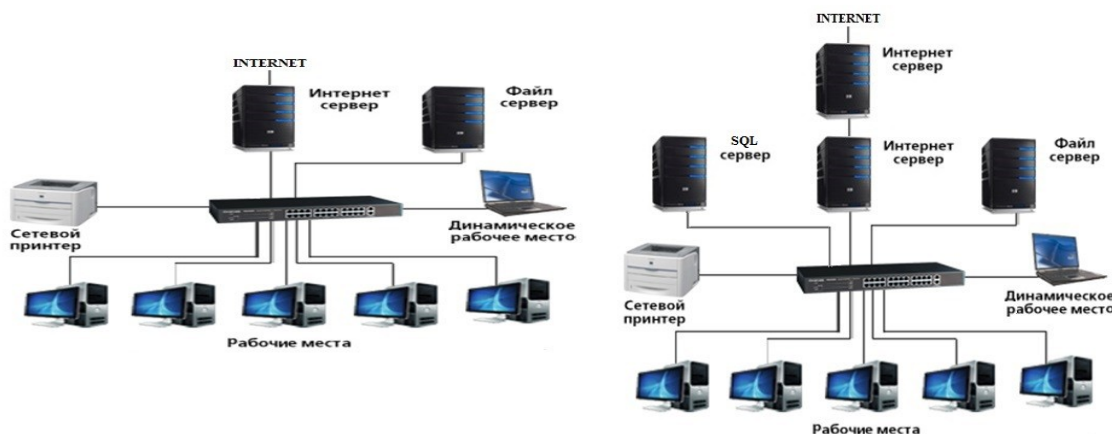 INTERNET
Интернет
сервер
Файл
сервер
Сетевой
принтер
Динамическое
рабочее место
Рабочие места
INTERNET
Интернет
сервер
SQL
сервер
Интернет
сервер
Файл
сервер
Сетевой
принтер
Динамическое
рабочее место
Рабочие места